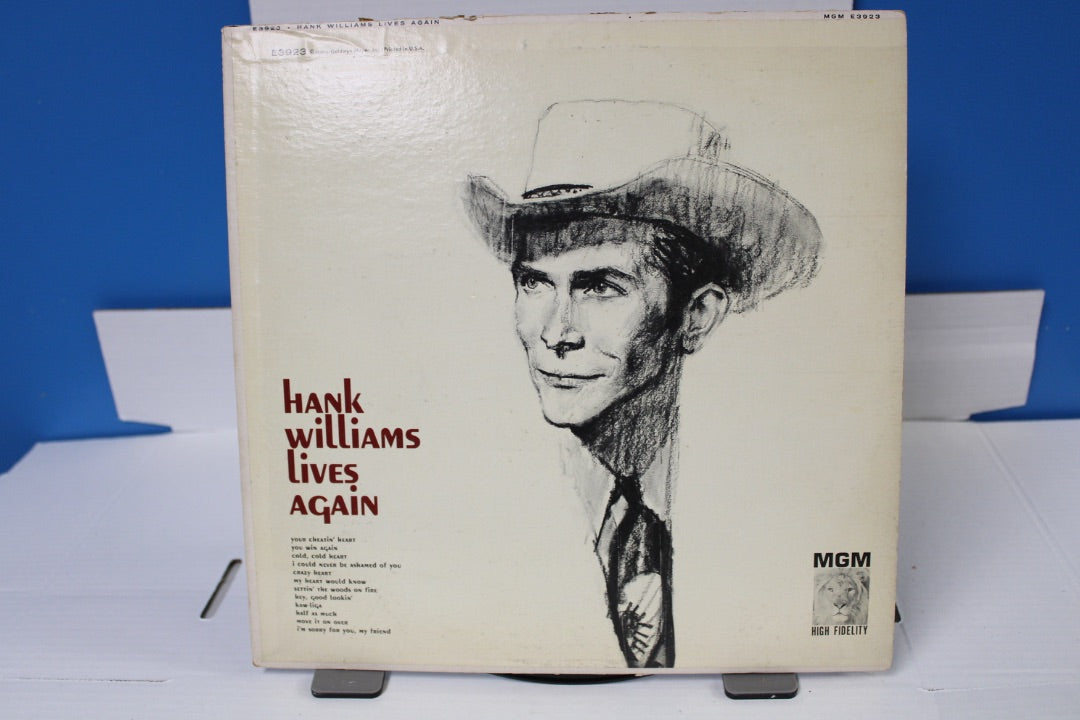 E3923 • HANK WILLIAMS LIVES AGAIN
MGM E3923
E3923 Printed in U.S.A.
hANk
williAMS
liVES
AGAiN
your cheatin' heart
you win again
cold, cold heart
i could never be ashamed of you
crazy heart
my heart would know
settin' the woods on fire
hey, good lookin'
kaw-liga
half as much
move it on over
i'm sorry for you, my friend
MGM
HIGH FIDELITY